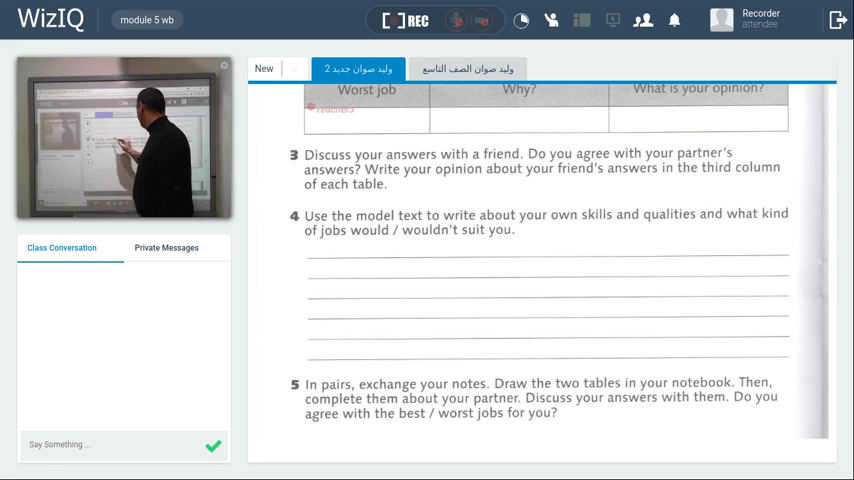 WizIQ
module 5 wb
[•] REC
Recorder
attendee
New
وليد صوان جديد 2
وليد صوان الصف التاسع
Worst job
Why?
What is your opinion?
Teacher3
3 Discuss your answers with a friend. Do you agree with your partner's
answers? Write your opinion about your friend's answers in the third column
of each table.
4 Use the model text to write about your own skills and qualities and what kind
of jobs would / wouldn't suit you.
5 In pairs, exchange your notes. Draw the two tables in your notebook. Then,
complete them about your partner. Discuss your answers with them. Do you
agree with the best / worst jobs for you?
Class Conversation
Private Messages
Say Something ...